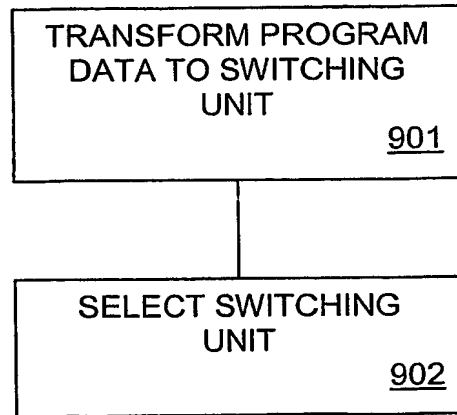 TRANSFORM PROGRAM
DATA TO SWITCHING
UNIT
901
SELECT SWITCHING
UNIT
902